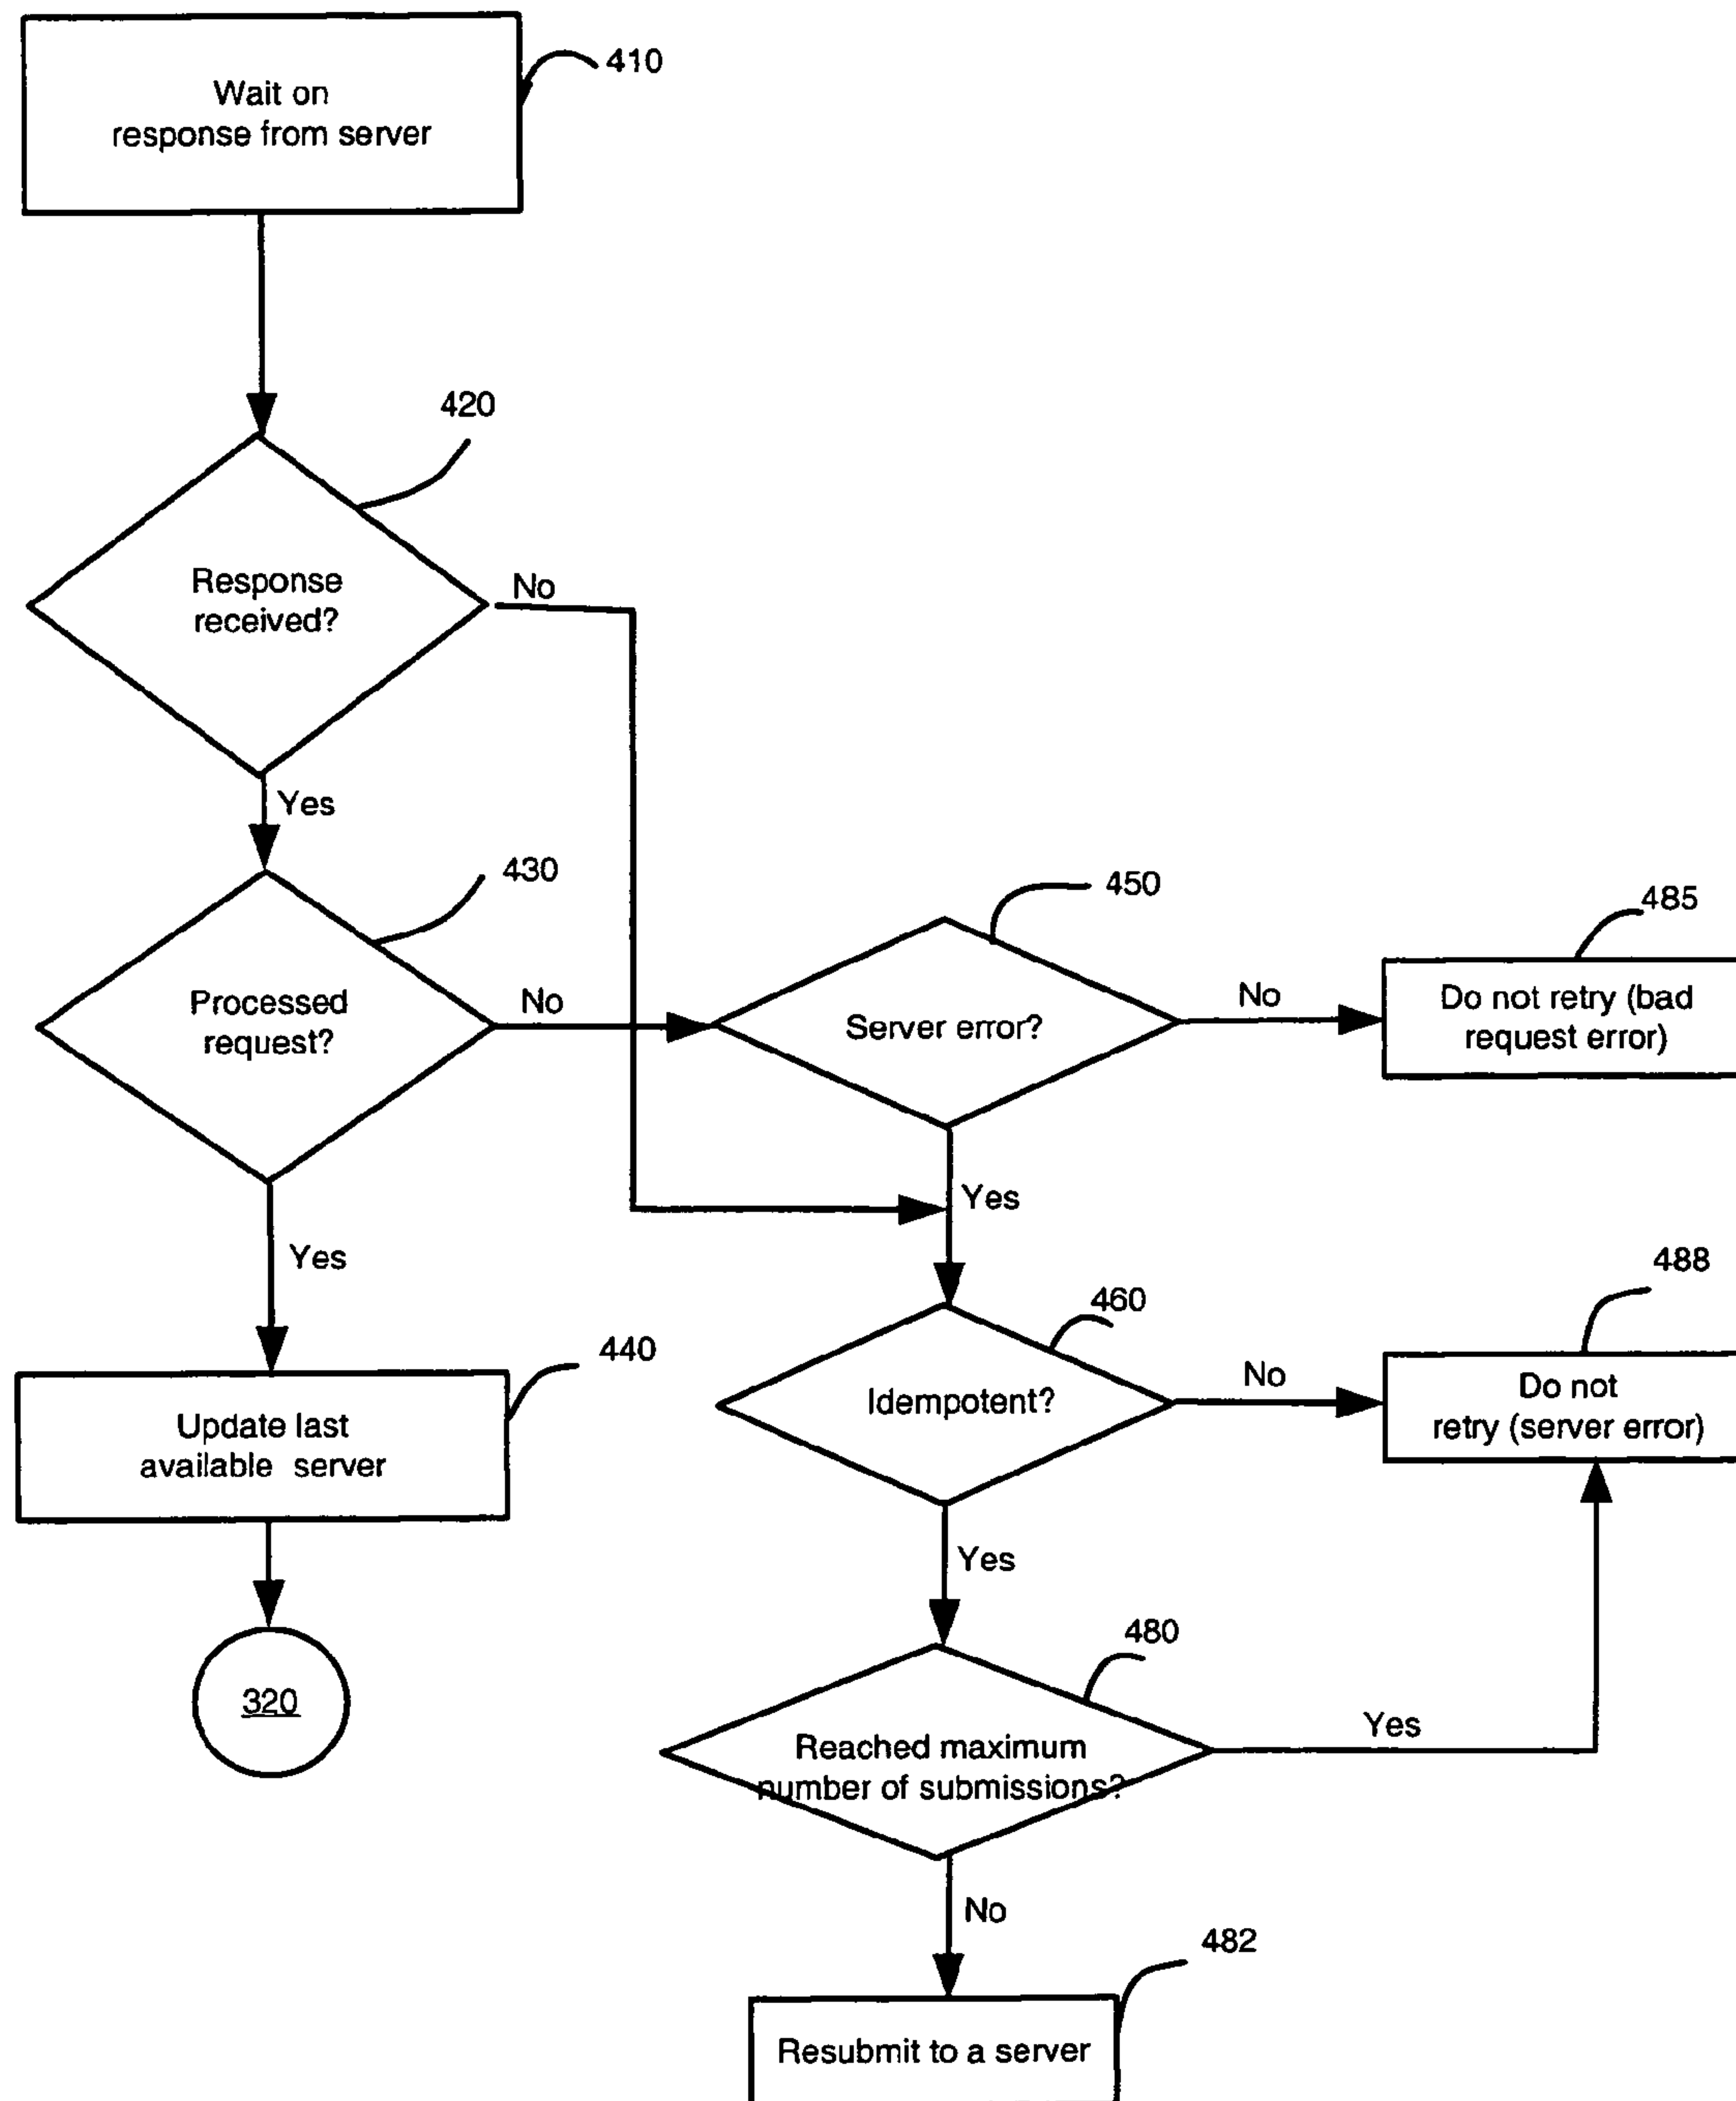 Wait on
response from server
410
420
Response
received?
No
Yes
430
Processed
request?
No
450
Server error?
No
485
Do not retry (bad
request error)
Yes
Yes
440
Update last
available server
320
460
Idempotent?
No
488
Do not
retry (server error)
Yes
480
Reached maximum
number of submissions?
Yes
No
482
Resubmit to a server